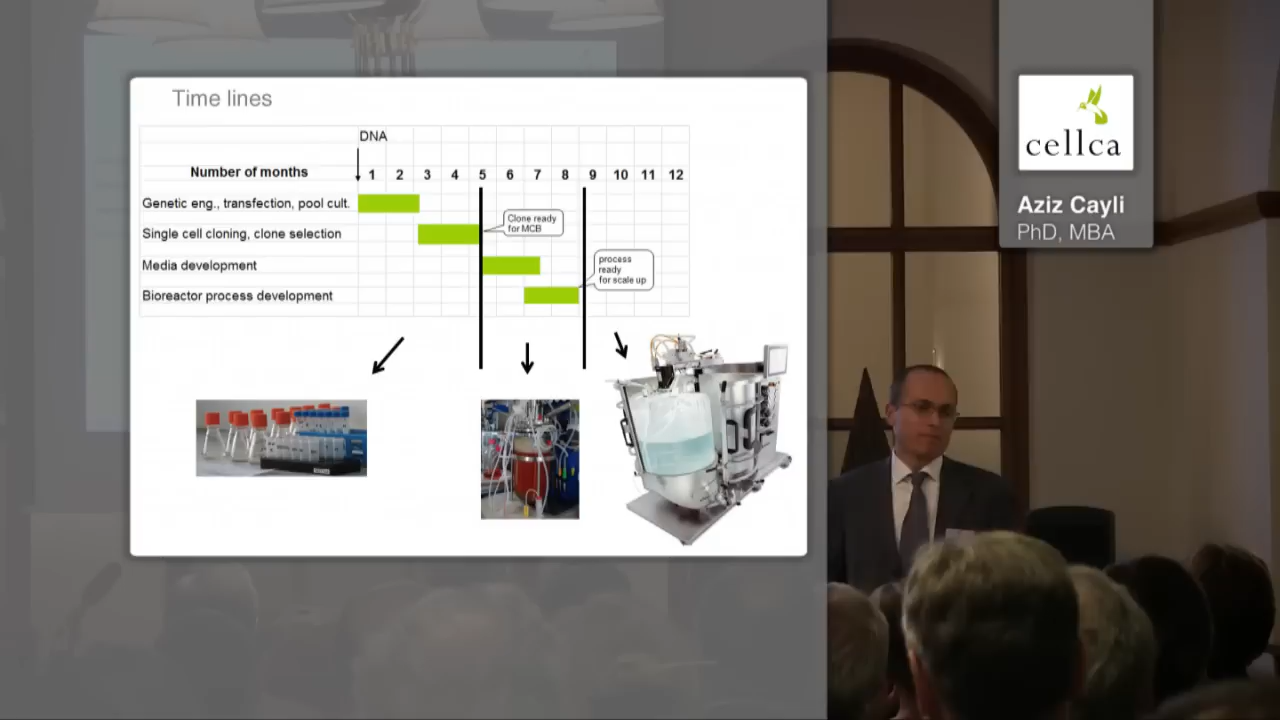 Time lines
DNA
Number of months 1 2 3 4 5 6 7 8 9 10 11 12
Genetic eng., transfection, pool cult.
Clone ready
for MCB
Single cell cloning, clone selection
process
ready
for scale up
Media development
Bioreactor process development
cellca
Aziz Cayli
PhD, MBA